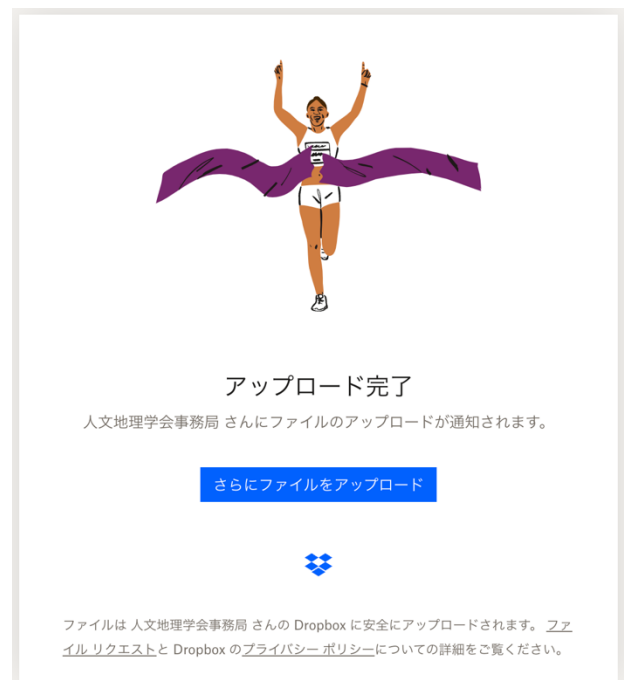 アップロード完了
人文地理学会事務局 さんにファイルのアップロードが通知されます。
さらにファイルをアップロード
ファイルは 人文地理学会事務局 さんの Dropbox に安全にアップロードされます。 ファ
イル リクエストと Dropbox のプライバシー ポリシーについての詳細をご覧ください。